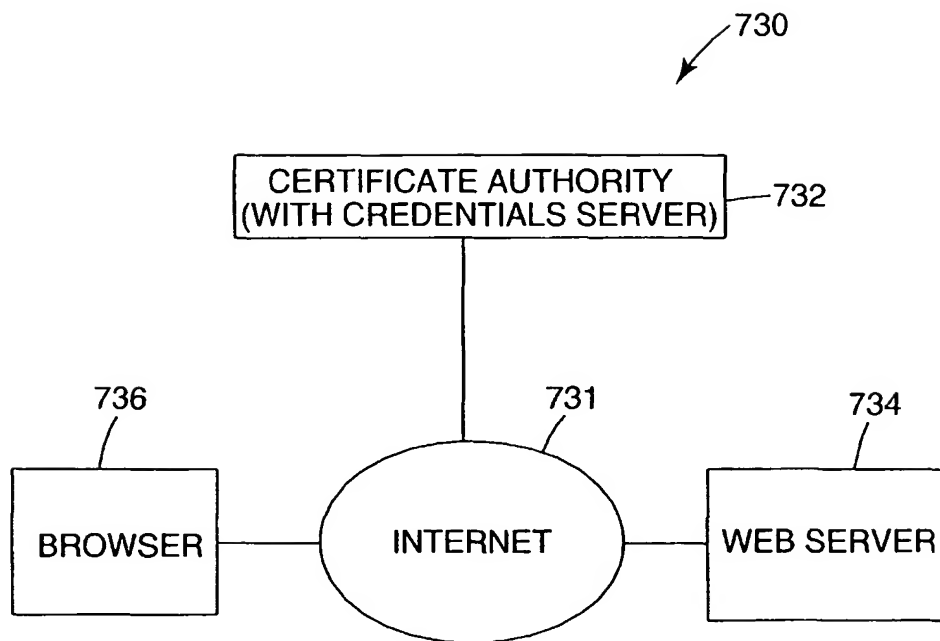 730
CERTIFICATE AUTHORITY
(WITH CREDENTIALS SERVER)
732
736
731
734
BROWSER
INTERNET
WEB SERVER